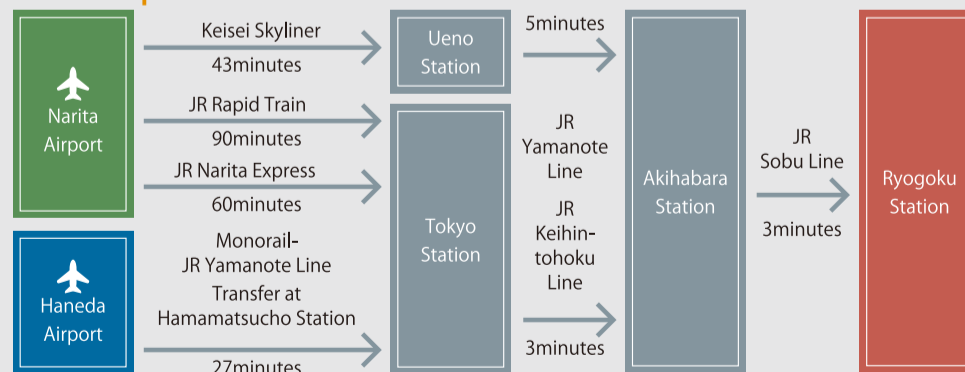 Narita
Airport
Keisei Skyliner
43minutes
JR Rapid Train
90minutes
JR Narita Express
60minutes
Haneda
Airport
Monorail-
JR Yamanote Line
Transfer at
Hamamatsucho Station
27minutes
Ueno
Station
Tokyo
Station
5minutes
JR
Yamanote
Line
JR
Keihin-
tohoku
Line
3minutes
Akihabara
Station
JR
Sobu Line
3minutes
Ryogoku
Station